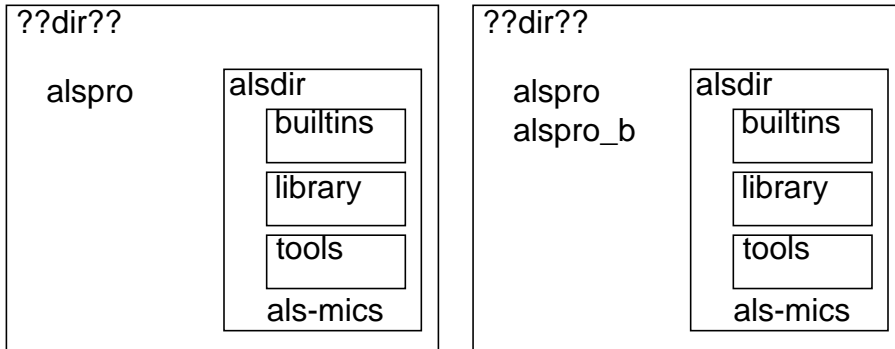 ??dir??
alspro
alsdir
builtins
library
tools
als-mics
??dir??
alspro
alspro_b
alsdir
builtins
library
tools
als-mics